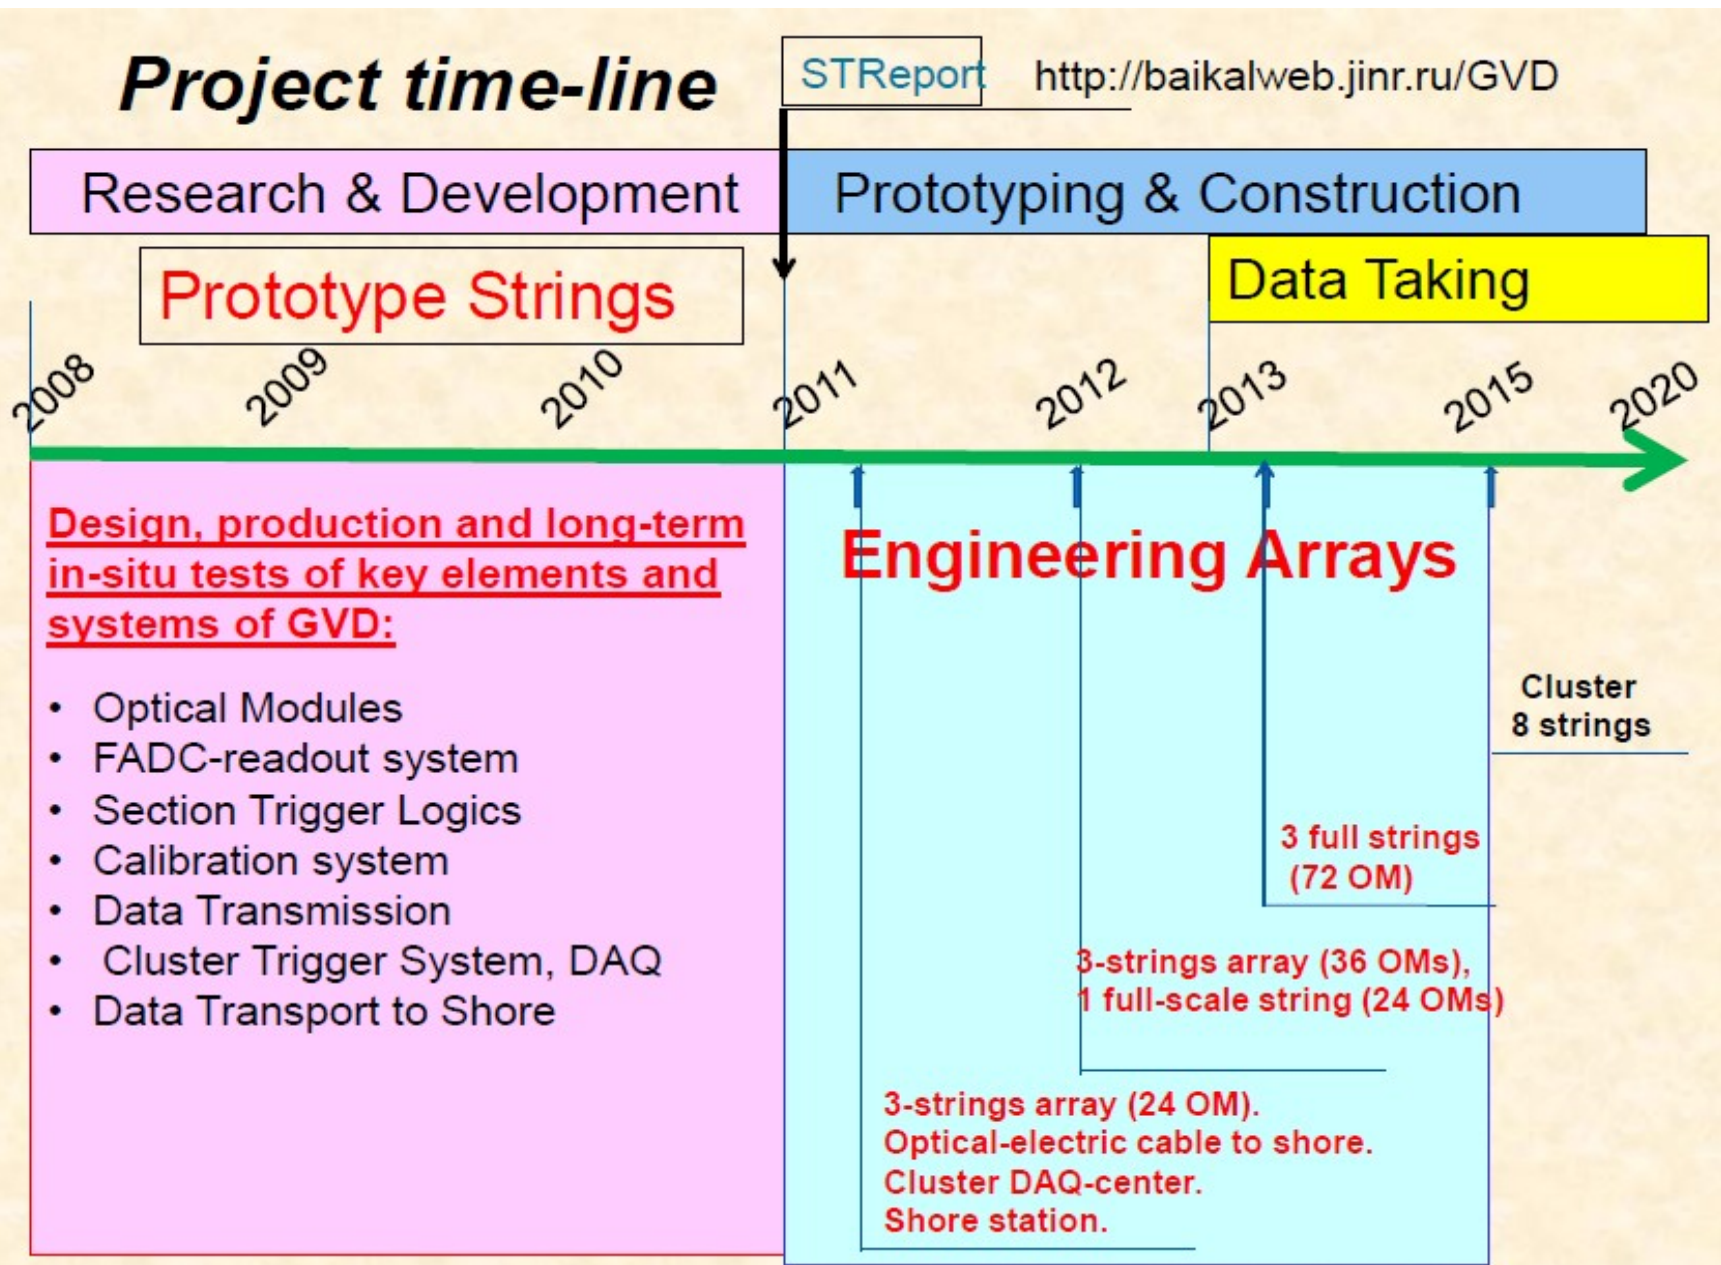 Project time-line
STReport
http://baikalweb.jinr.ru/GVD
Research & Development
Prototyping & Construction
Prototype Strings
Data Taking
2008
2009
2010
2011
2012
2013
2015
2020
Design, production and long-term
in-situ tests of key elements and
systems of GVD:
• Optical Modules
• FADC-readout system
• Section Trigger Logics
• Calibration system
• Data Transmission
• Cluster Trigger System, DAQ
• Data Transport to Shore
Engineering Arrays
Cluster
8 strings
3 full strings
(72 OM)
3-strings array (36 OMs),
1 full-scale string (24 OMs)
3-strings array (24 OM).
Optical-electric cable to shore.
Cluster DAQ-center.
Shore station.